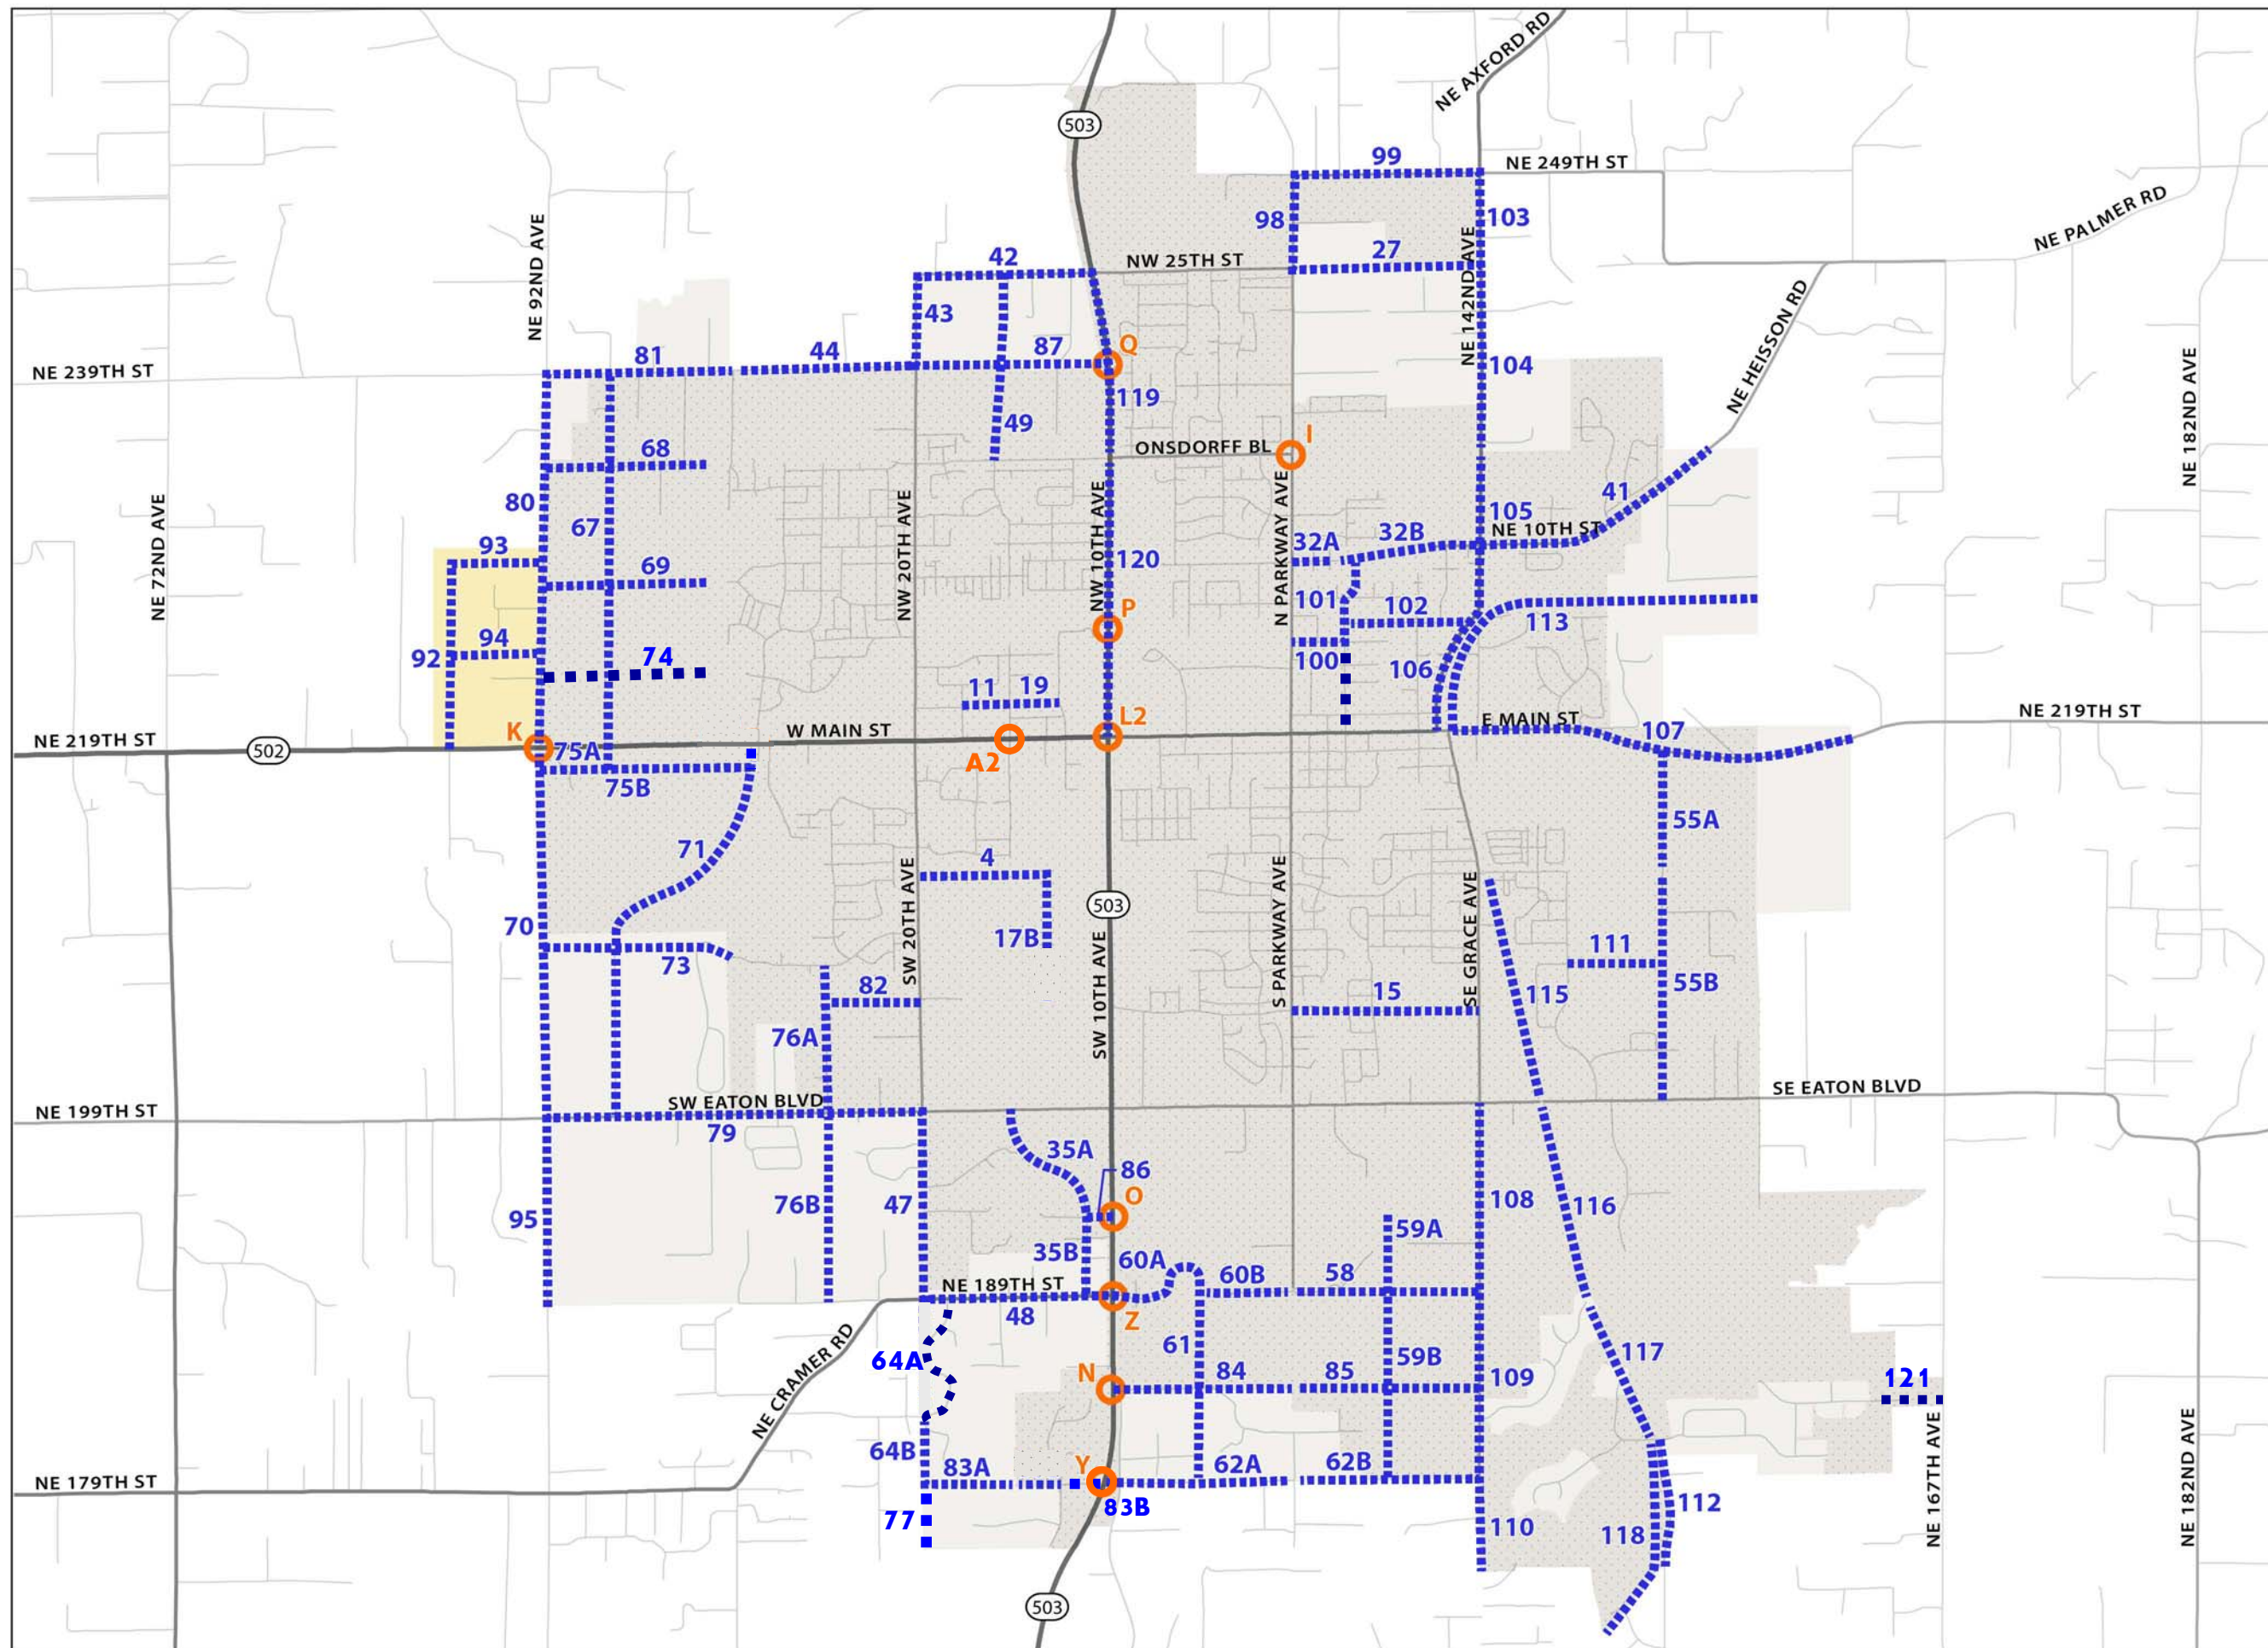 NE AXFORD RD
503
99
NE 249TH ST
98
103
NE PALMER RD
NE 92ND AVE
42
NW 25TH ST
27
NE 142ND AVE
43
NE HEISSON RD
81
44
87
Q
NE 239TH ST
104
NE 182ND AVE
119
68
49
ONSDORFF BL
I
80
67
NE 72ND AVE
NW 20TH AVE
NW 10TH AVE
N PARKWAY AVE
41
105
NE 10TH ST
93
69
120
32A
32B
101
102
P
113
94
92
74
100
106
11
19
L2
E MAIN ST
107
NE 219TH ST
NE 219TH ST
502
K
75A
W MAIN ST
A2
75B
71
4
55A
SW 20TH AVE
503
S PARKWAY AVE
SE GRACE AVE
70
73
17B
SW 10TH AVE
111
82
15
115
55B
76A
NE 199TH ST
SW EATON BLVD
SE EATON BLVD
79
35A
86
95
76B
47
O
108
116
59A
35B
60A
NE 189TH ST
60B
58
48
Z
64A
61
59B
117
N
84
85
109
121
NE CRAMER RD
64B
83A
Y
62A
62B
NE 179TH ST
77
83B
110
118
112
NE 167TH AVE
NE 182ND AVE
503